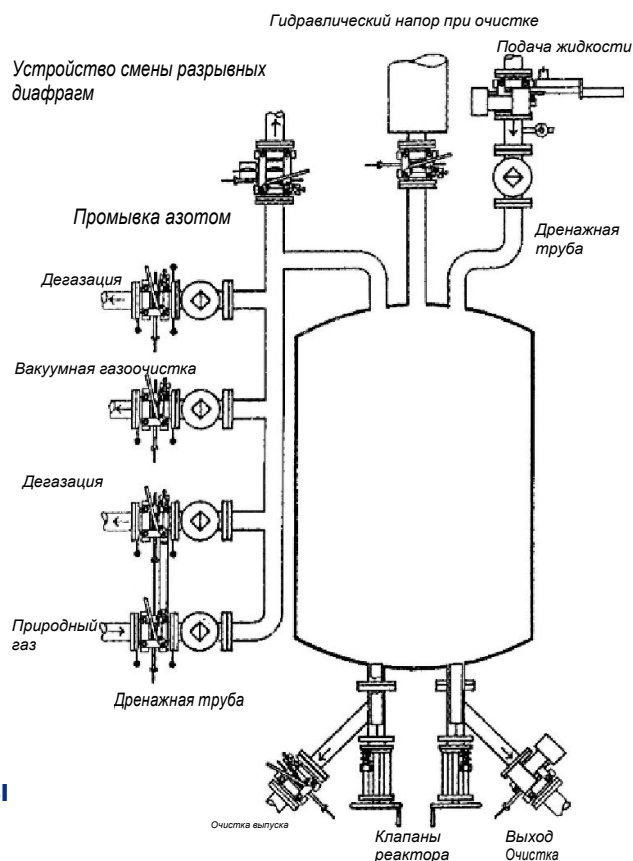 Гидравлический напор при очистке
Подача жидкости
Устройство смены разрывных
диафрагм
Промывка азотом
Дренажная
труба
Дегазация
Вакуумная газоочистка
Дегазация
Природный
газ
Дренажная труба
ы
Очистка выпуска
Клапаны
реактора
Выход
Очистка